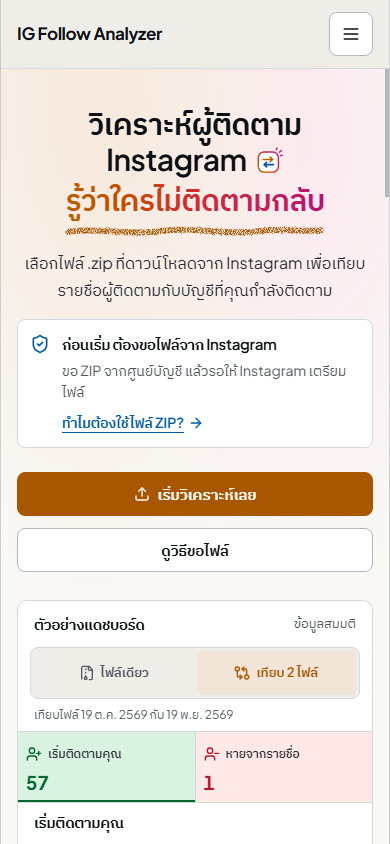 IG Follow Analyzer
วิเคราะห์ผู้ติดตาม
Instagram
รู้ว่าใครไม่ติดตามกลับ
เลือกไฟล์ .zip ที่ดาวน์โหลดจาก Instagram เพื่อเทียบ
รายชื่อผู้ติดตามกับบัญชีที่คุณกำลังติดตาม
ก่อนเริ่ม ต้องขอไฟล์จาก Instagram
ขอ ZIP จากศูนย์บัญชี แล้วรอให้ Instagram เตรียม
ไฟล์
ทำไมต้องใช้ไฟล์ ZIP? →
เริ่มวิเคราะห์เลย
ดูวิธีขอไฟล์
ตัวอย่างแดชบอร์ด
ข้อมูลสมมติ
ไฟล์เดียว
เทียบ 2 ไฟล์
เทียบไฟล์ 19 ต.ค. 2569 กับ 19 พ.ย. 2569
เริ่มติดตามคุณ
57
หายจากรายชื่อ
1
เริ่มติดตามคุณ